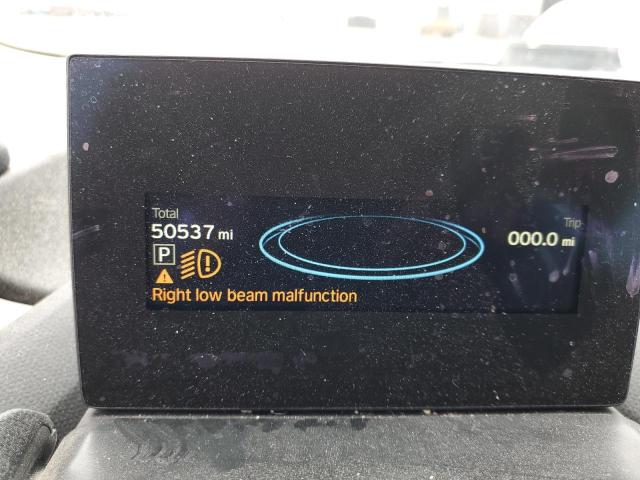 Total
50537 mi
Trip
000.0 mi
P
Right low beam malfunction